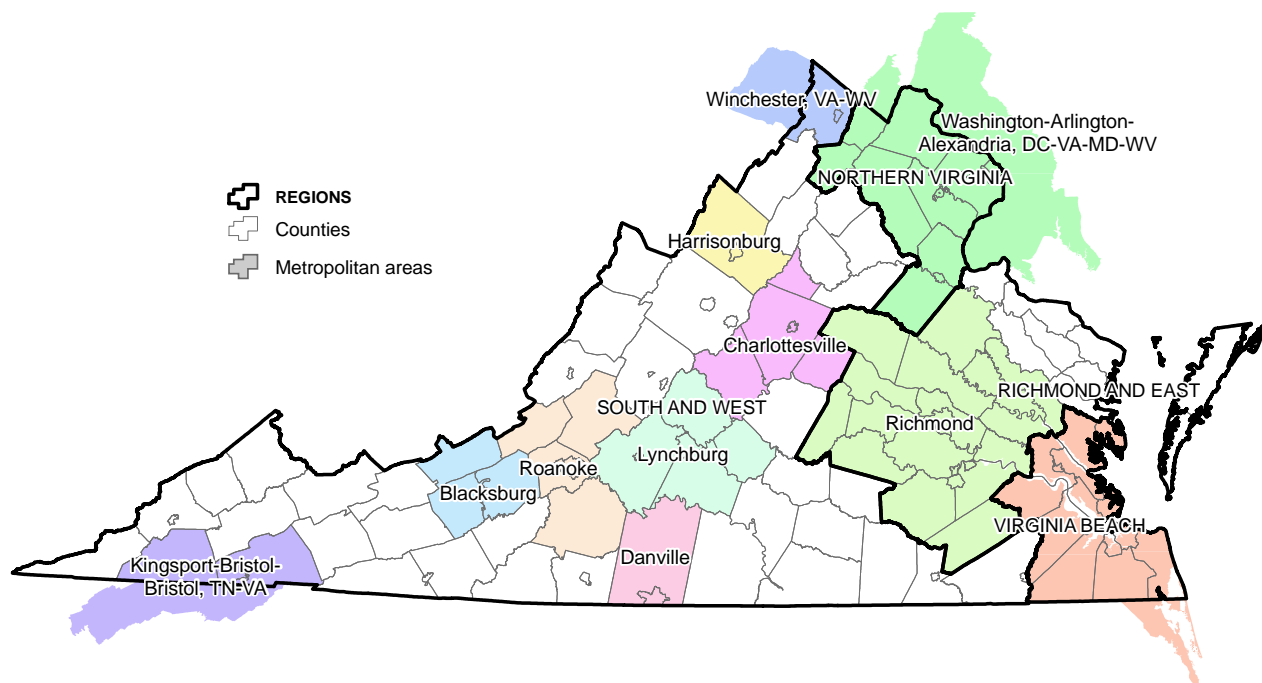 Winchester, VA-WV
Washington-Arlington-
Alexandria, DC-VA-MD-WV
NORTHERN VIRGINIA
REGIONS
Counties
Metropolitan areas
Harrisonburg
Charlottesville
RICHMOND AND EAST
SOUTH AND WEST
Richmond
Lynchburg
Roanoke
Blacksburg
VIRGINIA BEACH
Danville
Kingsport-Bristol-
Bristol, TN-VA